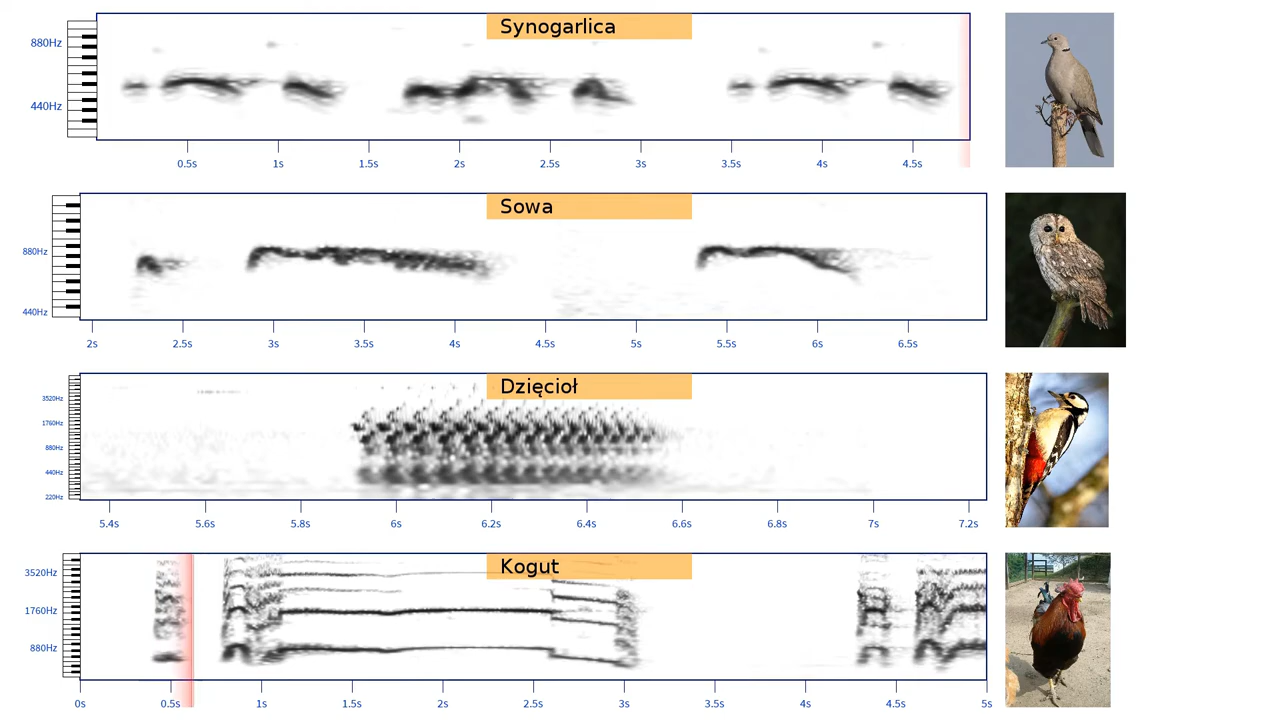 Synogarlica
880Hz
440Hz
0.5s 1s 1.5s 2s 2.5s 3s 3.5s 4s 4.5s
Sowa
880Hz
440Hz
2s 2.5s 3s 3.5s 4s 4.5s 5s 5.5s 6s 6.5s
Dzięcioł
3520Hz
1760Hz
880Hz
440Hz
220Hz
5.4s 5.6s 5.8s 6s 6.2s 6.4s 6.6s 6.8s 7s 7.2s
Kogut
3520Hz
1760Hz
880Hz
0s 0.5s 1s 1.5s 2s 2.5s 3s 3.5s 4s 4.5s 5s